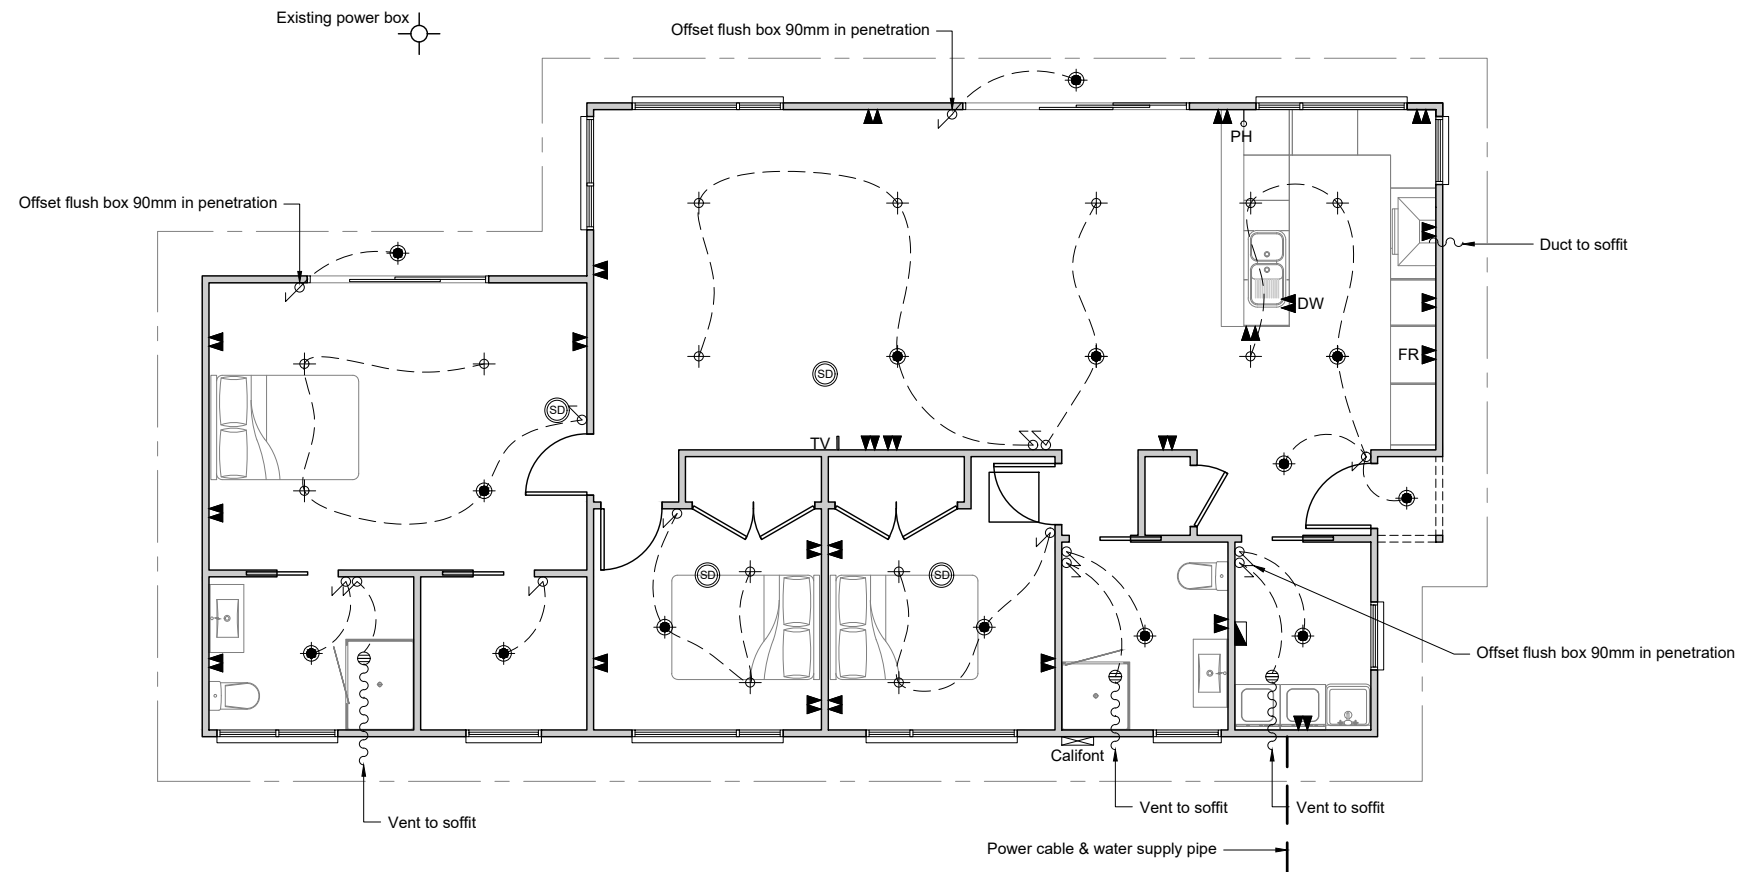 Existing power box
Offset flush box 90mm in penetration
PH
Offset flush box 90mm in penetration
Duct to soffit
DW
FR
SD
SD
TV
SD
SD
Offset flush box 90mm in penetration
Califont
Vent to soffit
Vent to soffit
Vent to soffit
Power cable & water supply pipe